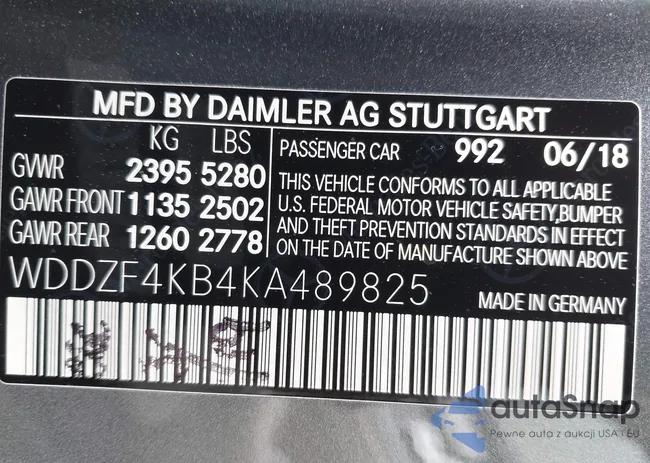 MFD BY DAIMLER AG STUTTGART
KG LBS
GVWR 2395 5280
GAWR FRONT 1135 2502
GAWR REAR 1260 2778
PASSENGER CAR 992 06/18
THIS VEHICLE CONFORMS TO ALL APPLICABLE
U.S. FEDERAL MOTOR VEHICLE SAFETY,BUMPER
AND THEFT PREVENTION STANDARDS IN EFFECT
ON THE DATE OF MANUFACTURE SHOWN ABOVE
WDDZF4KB4KA489825
MADE IN GERMANY
autoSnap
Pewne auta z aukcji USA i EU